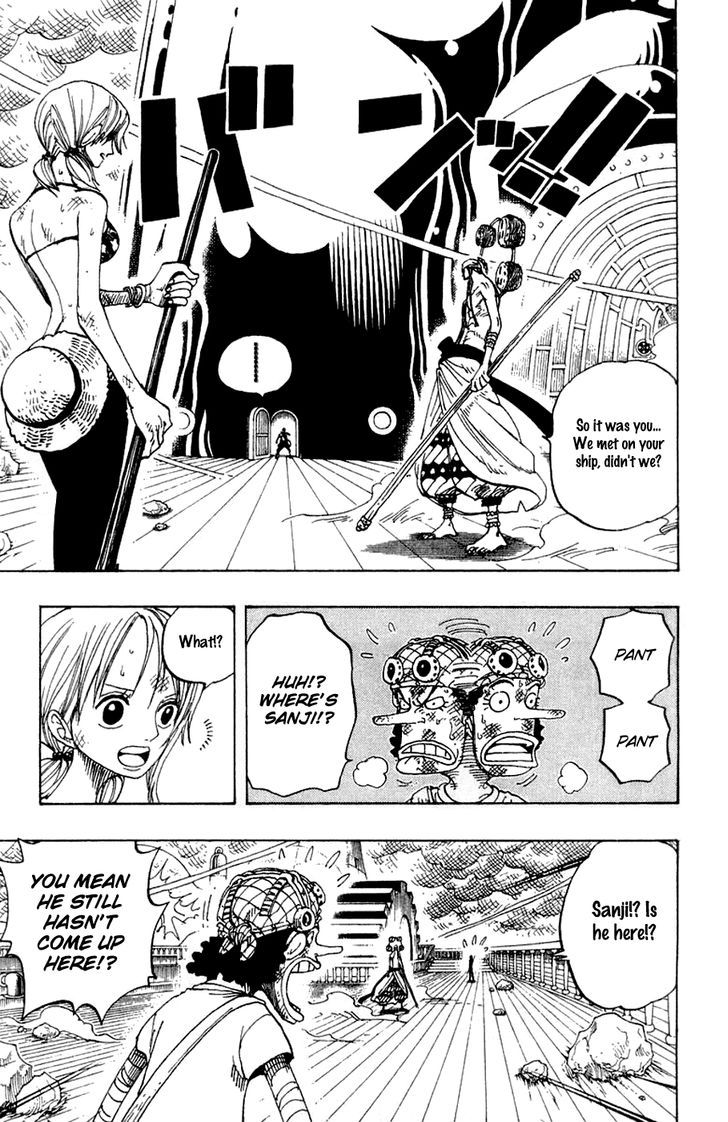 バーン!!
!
So it was you...
We met on your
ship, didn't we?
PANT
PANT
HUH!?
WHERE'S
SANJI!?
What!?
Sanji!? Is
he here!?
YOU MEAN
HE STILL
HASN'T
COME UP
HERE!?